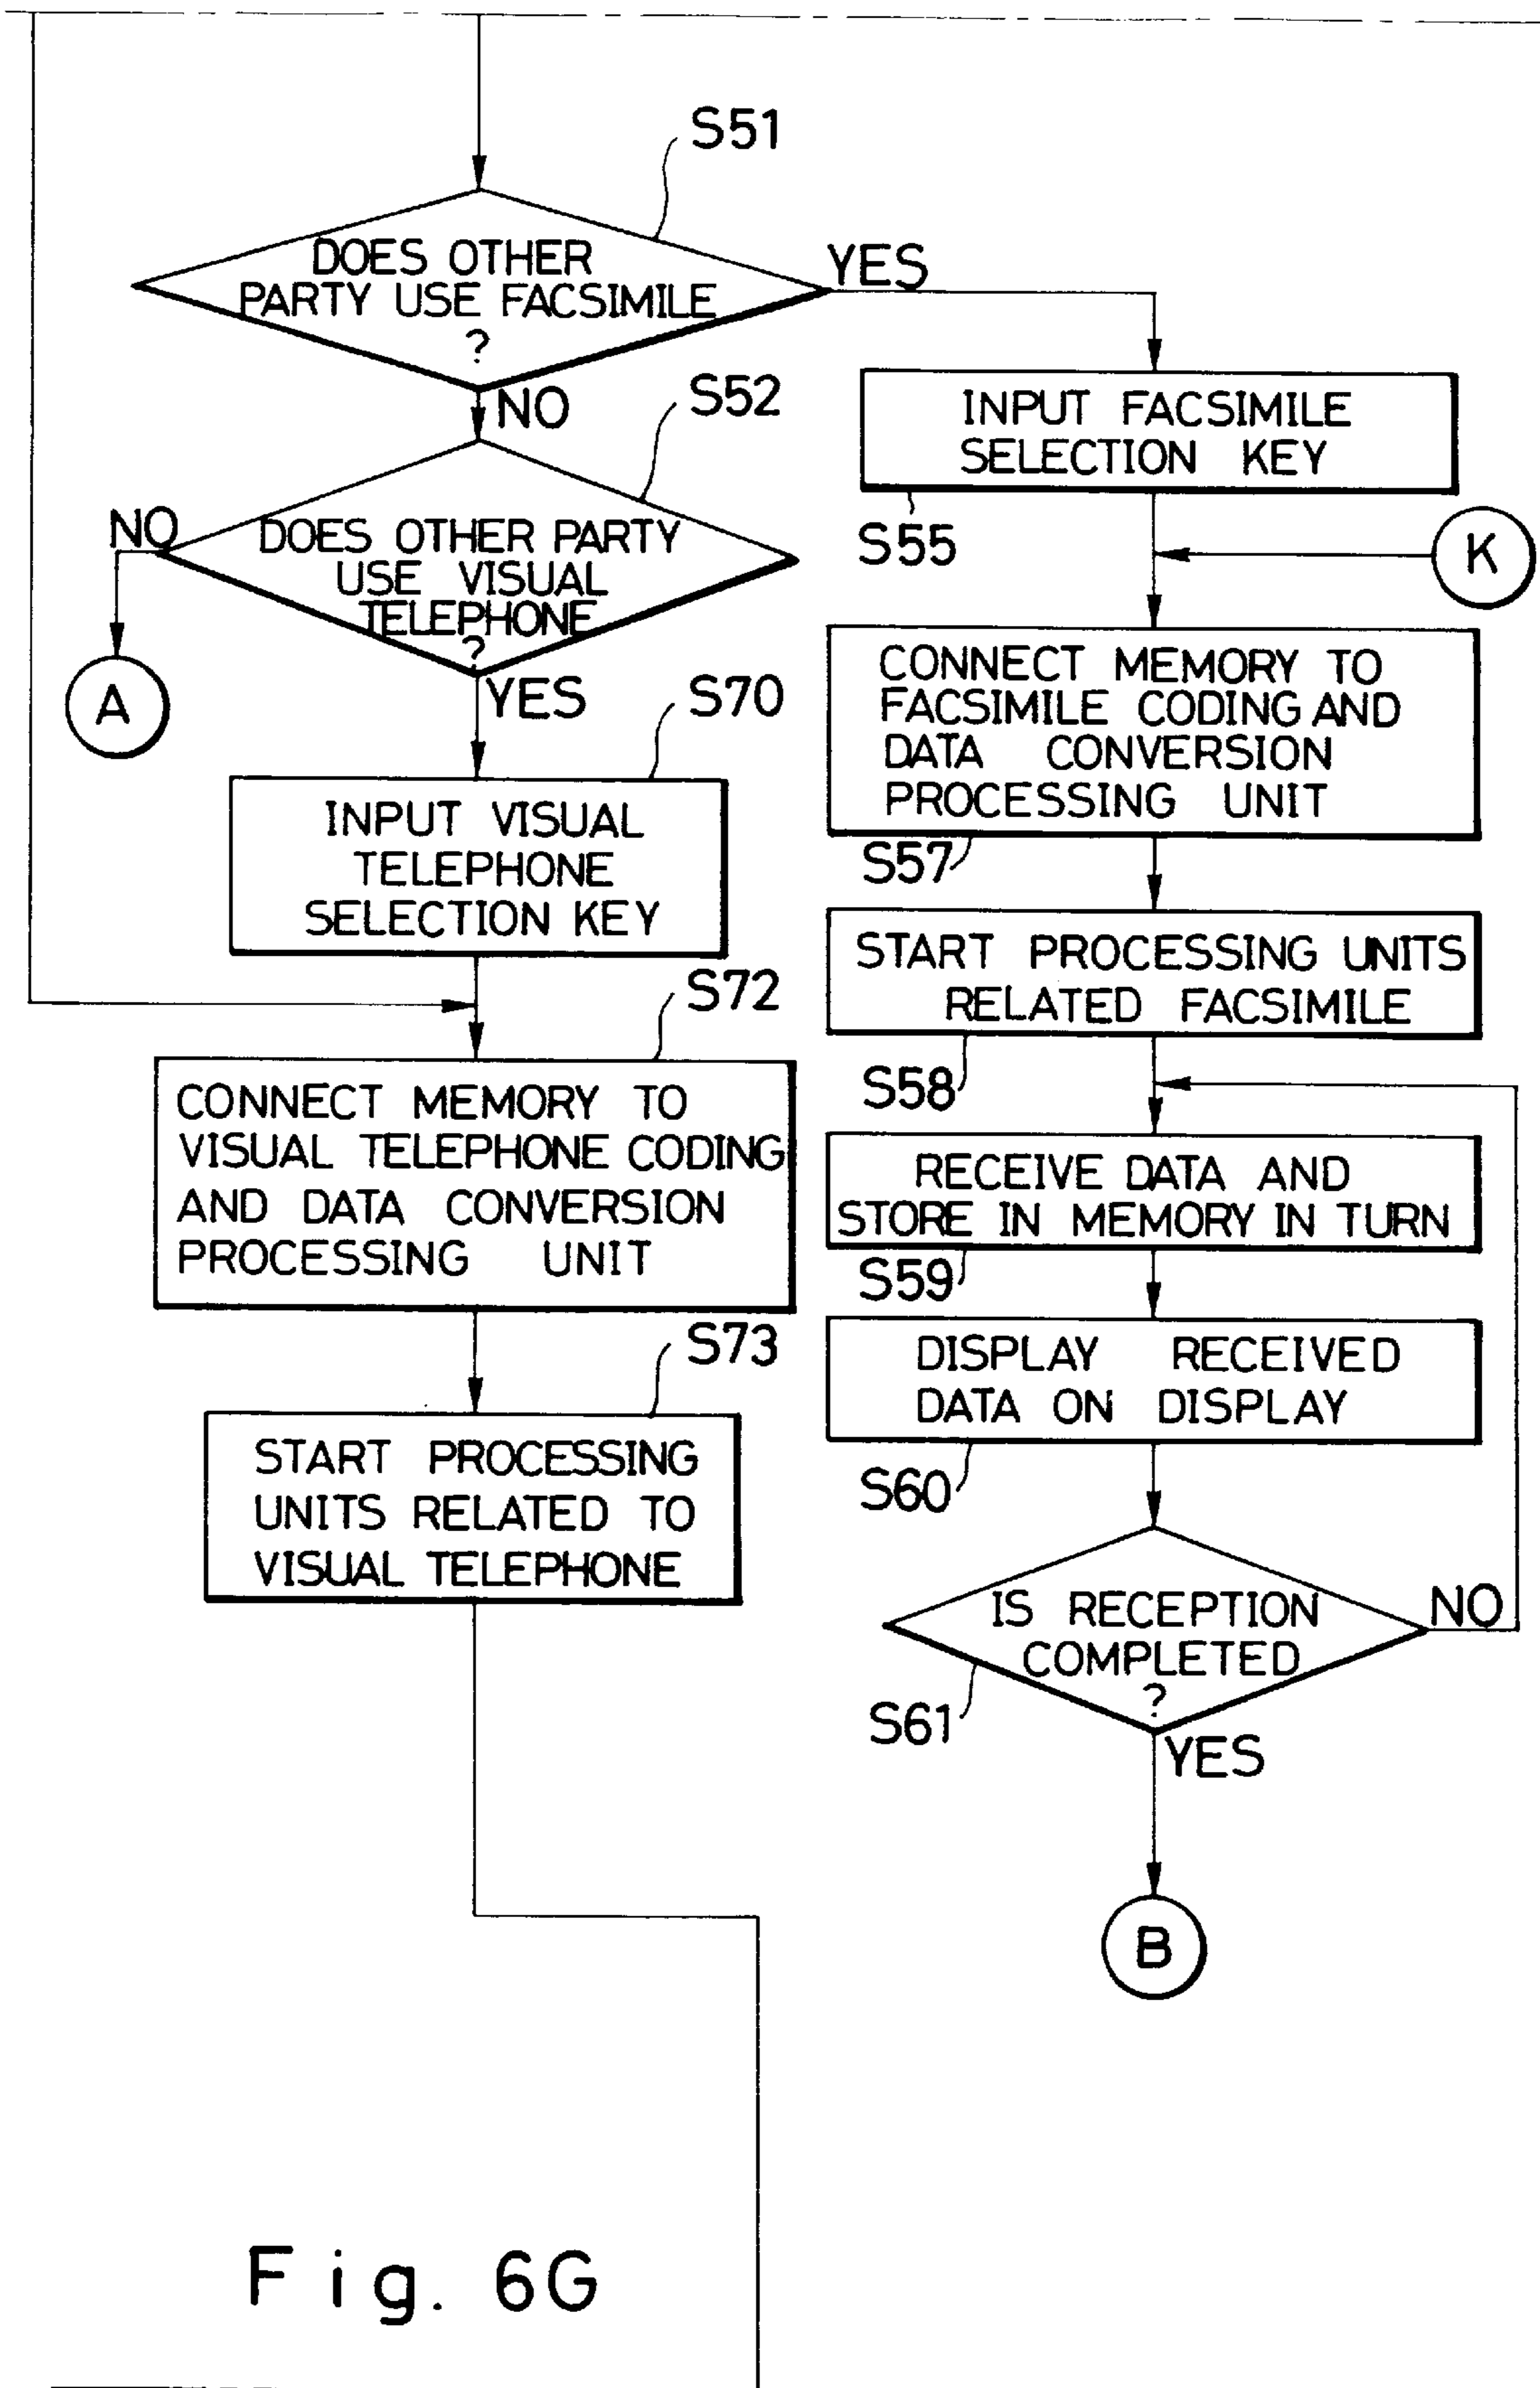 S51
DOES OTHER
PARTY USE FACSIMILE
?
YES
NO
S52
DOES OTHER PARTY
USE VISUAL
TELEPHONE
?
NO
A
YES
S70
INPUT VISUAL
TELEPHONE
SELECTION KEY
S72
CONNECT MEMORY TO
VISUAL TELEPHONE CODING
AND DATA CONVERSION
PROCESSING UNIT
S73
START PROCESSING
UNITS RELATED TO
VISUAL TELEPHONE
INPUT FACSIMILE
SELECTION KEY
S55
K
CONNECT MEMORY TO
FACSIMILE CODING AND
DATA CONVERSION
PROCESSING UNIT
S57
START PROCESSING UNITS
RELATED FACSIMILE
S58
RECEIVE DATA AND
STORE IN MEMORY IN TURN
S59
DISPLAY RECEIVED
DATA ON DISPLAY
S60
IS RECEPTION
COMPLETED
?
NO
S61
YES
B
Fig. 6G